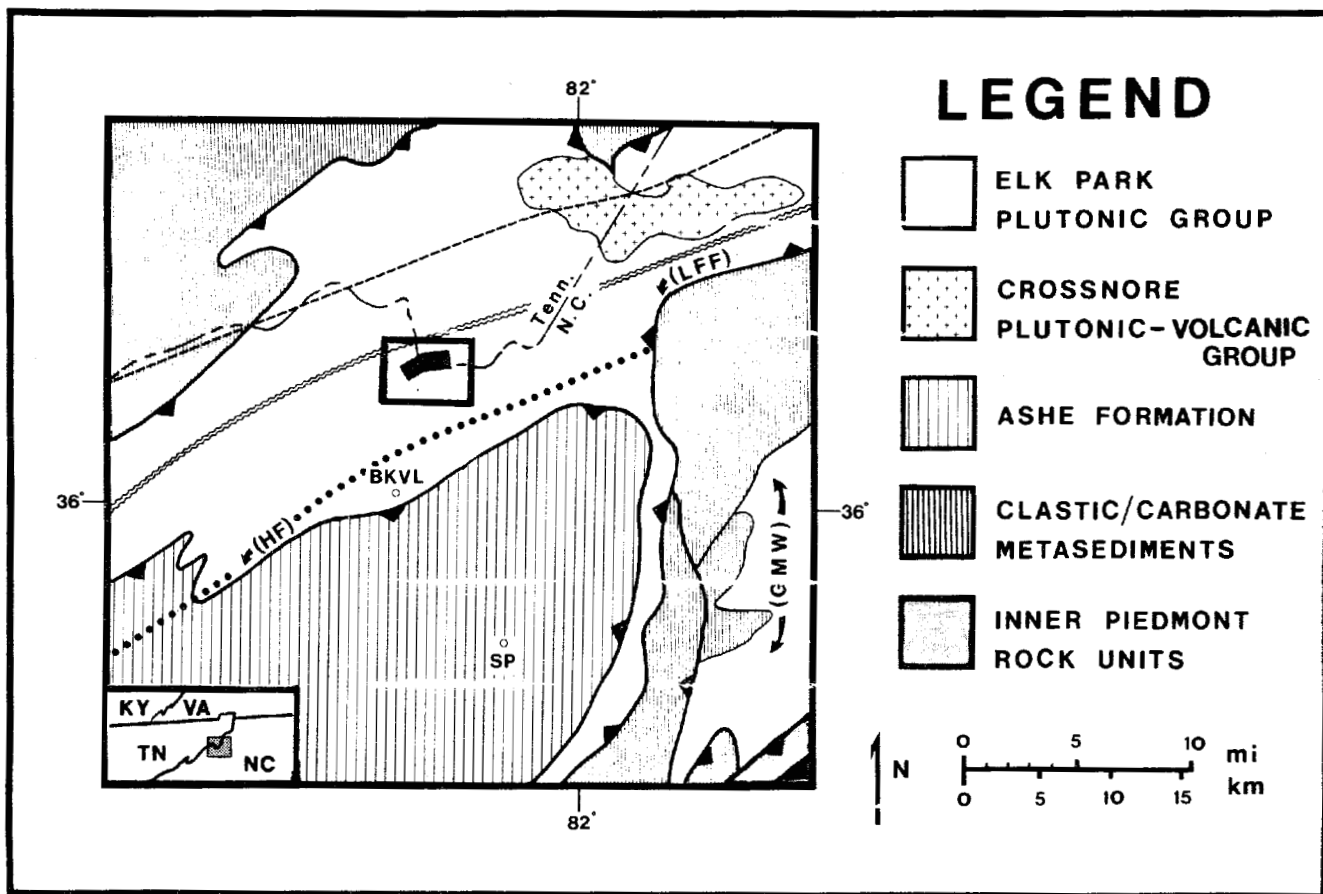 82°
Tenn.
N.C.
(LFF)
BKVL
36°
36°
(HF)
(GMW)
SP
KY VA
TN
NC
82°
LEGEND
ELK PARK
PLUTONIC GROUP
CROSSNORE
PLUTONIC-VOLCANIC
GROUP
ASHE FORMATION
CLASTIC/CARBONATE
METASEDIMENTS
INNER PIEDMONT
ROCK UNITS
N
0 5 10 mi
km
0 5 10 15